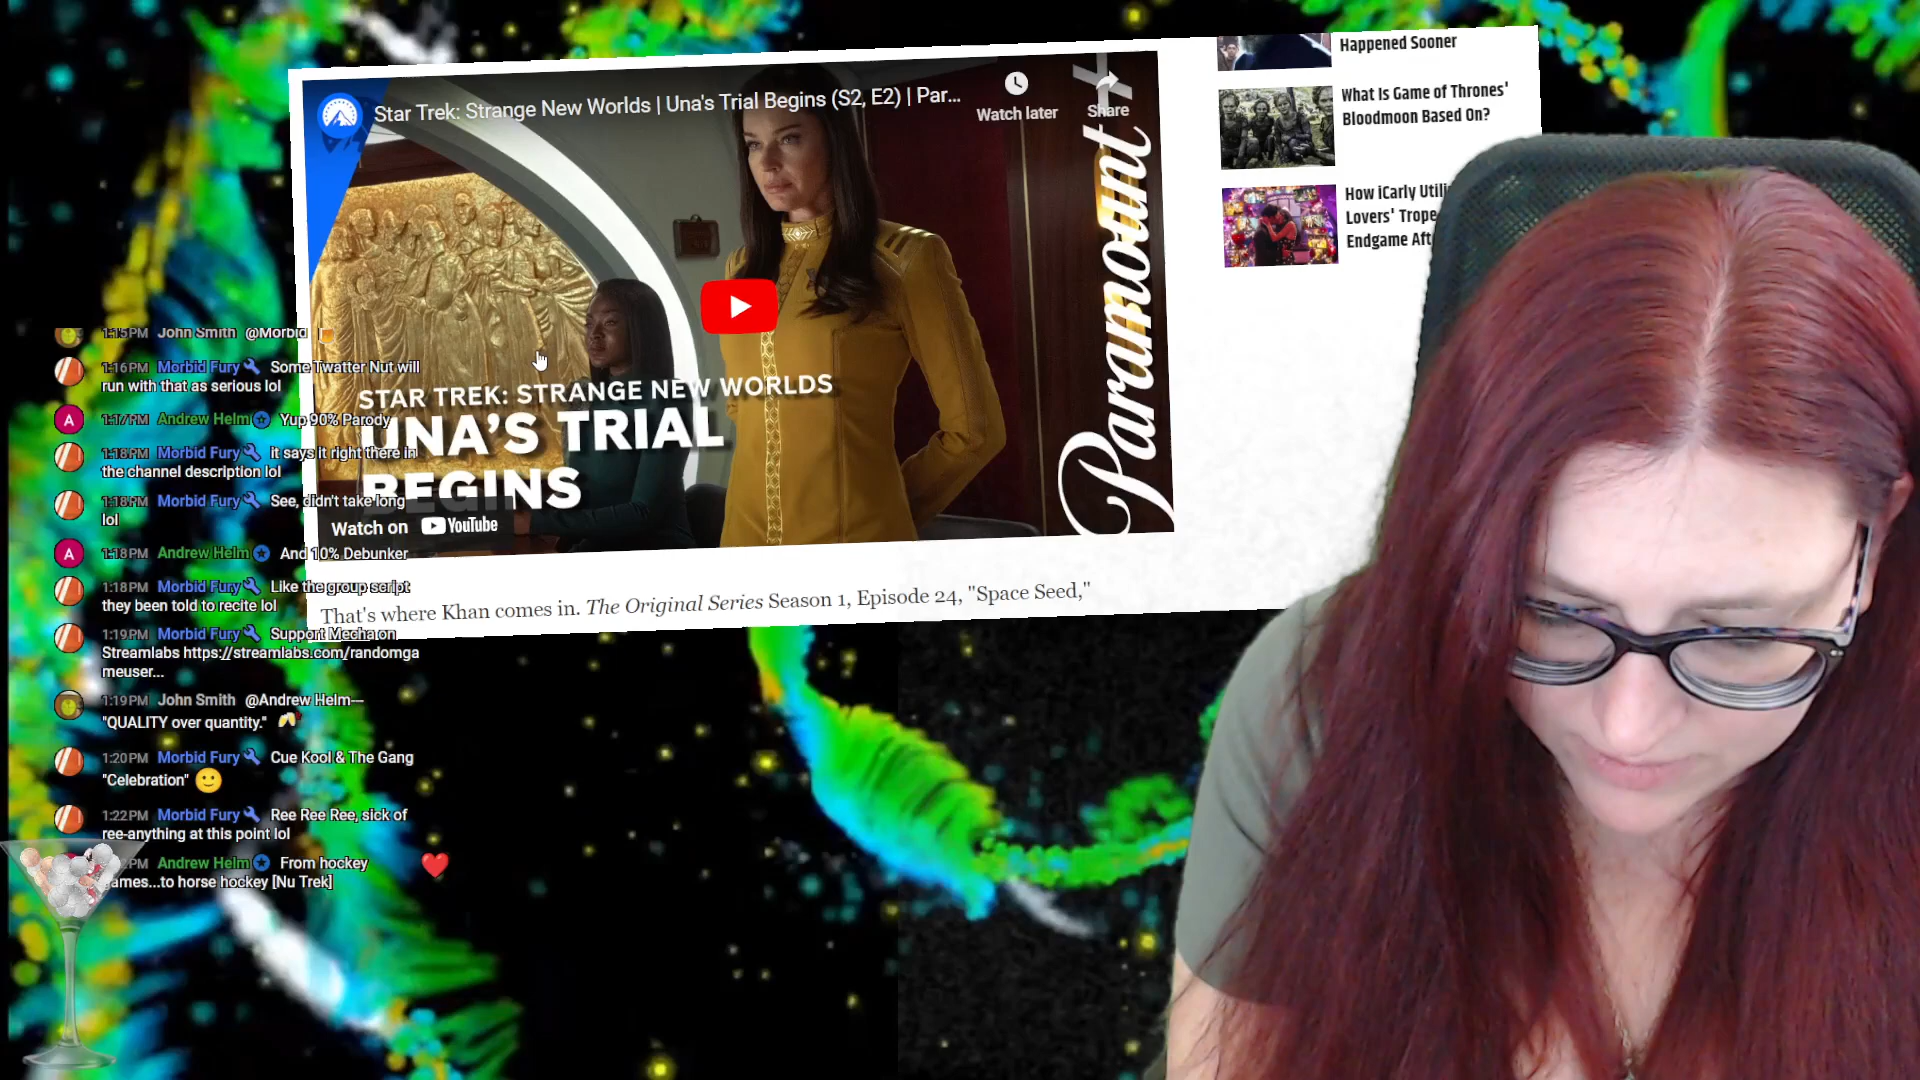 Star Trek: Strange New Worlds | Una's Trial Begins (S2, E2) | Par...
Watch later
Share
Paramount
STAR TREK: STRANGE NEW WORLDS
UNA'S TRIAL
BEGINS
Watch on YouTube
That's where Khan comes in. The Original Series Season 1, Episode 24, "Space Seed,"
Happened Sooner
What Is Game of Thrones'
Bloodmoon Based On?
How iCarly Utili
Lovers' Trope
Endgame Aft
1:15PM John Smith @Morbid
1:16PM Morbid Fury Some Twatter Nut will
run with that as serious lol
A
1:17PM Andrew Helm Yup 90% Parody
1:18PM Morbid Fury It says it right there in
the channel description lol
1:18PM Morbid Fury See, didn't take long
lol
A
1:18PM Andrew Helm And 10% Debunker
1:18PM Morbid Fury Like the group script
they been told to recite lol
1:19PM Morbid Fury Support Mecha on
Streamlabs https://streamlabs.com/randomga
meuser...
1:19PM John Smith @Andrew Helm—
"QUALITY over quantity." 🥂
1:20PM Morbid Fury Cue Kool & The Gang
"Celebration" 🙂
1:22PM Morbid Fury Ree Ree Ree, sick of
ree-anything at this point lol
PM Andrew Helm From hockey
games...to horse hockey [Nu Trek]